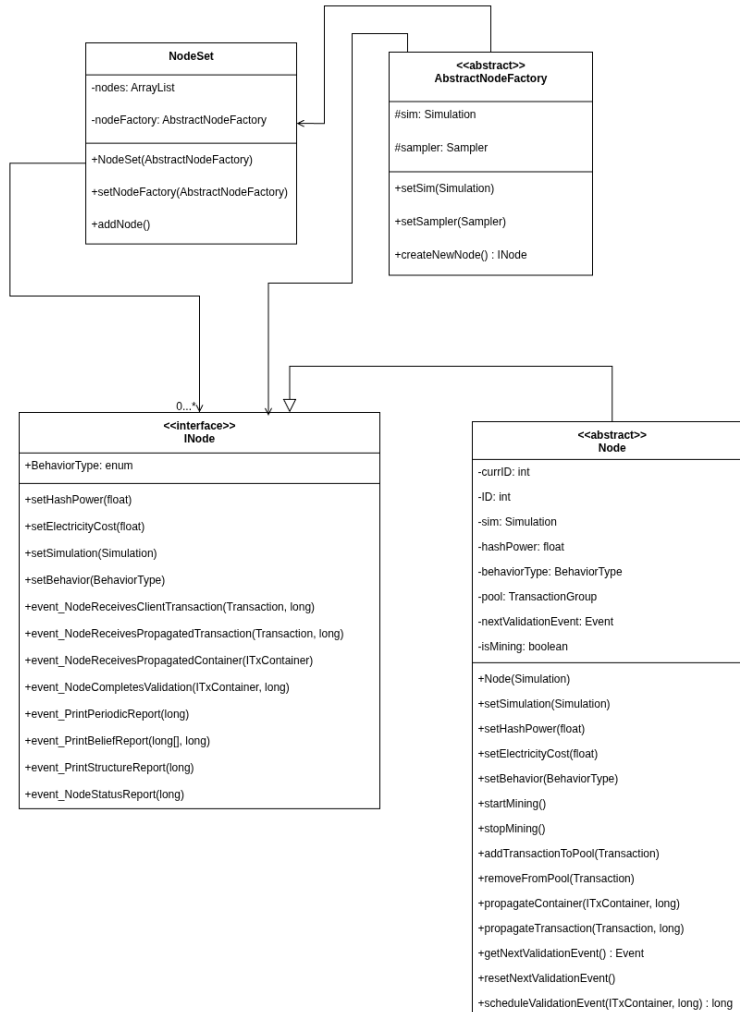 NodeSet
-nodes: ArrayList
-nodeFactory: AbstractNodeFactory
+NodeSet(AbstractNodeFactory)
+setNodeFactory(AbstractNodeFactory)
+addNode()
<<abstract>>
AbstractNodeFactory
#sim: Simulation
#sampler: Sampler
+setSim(Simulation)
+setSampler(Sampler)
+createNewNode() : INode
0...*
<<interface>>
INode
+BehaviorType: enum
+setHashPower(float)
+setElectricityCost(float)
+setSimulation(Simulation)
+setBehavior(BehaviorType)
+event_NodeReceivesClientTransaction(Transaction, long)
+event_NodeReceivesPropagatedTransaction(Transaction, long)
+event_NodeReceivesPropagatedContainer(ITxContainer)
+event_NodeCompletesValidation(ITxContainer, long)
+event_PrintPeriodicReport(long)
+event_PrintBeliefReport(long[], long)
+event_PrintStructureReport(long)
+event_NodeStatusReport(long)
<<abstract>>
Node
-currID: int
-ID: int
-sim: Simulation
-hashPower: float
-behaviorType: BehaviorType
-pool: TransactionGroup
-nextValidationEvent: Event
-isMining: boolean
+Node(Simulation)
+setSimulation(Simulation)
+setHashPower(float)
+setElectricityCost(float)
+setBehavior(BehaviorType)
+startMining()
+stopMining()
+addTransactionToPool(Transaction)
+removeFromPool(Transaction)
+propagateContainer(ITxContainer, long)
+propagateTransaction(Transaction, long)
+getNextValidationEvent() : Event
+resetNextValidationEvent()
+scheduleValidationEvent(ITxContainer, long) : long